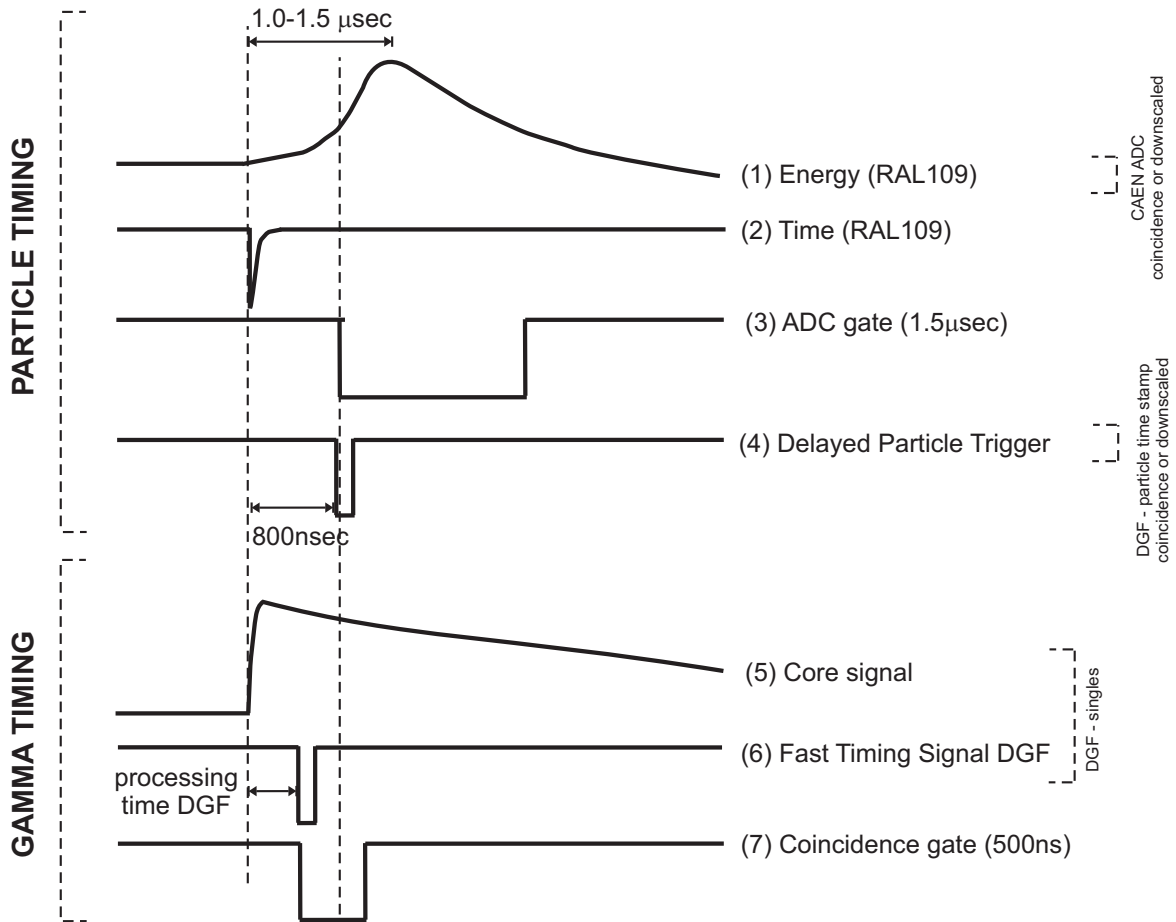 PARTICLE TIMING
1.0-1.5 μsec
(1) Energy (RAL109)
CAEN ADC
coincidence or downscaled
(2) Time (RAL109)
(3) ADC gate (1.5μsec)
(4) Delayed Particle Trigger
DGF - particle time stamp
coincidence or downscaled
800nsec
GAMMA TIMING
(5) Core signal
DGF - singles
(6) Fast Timing Signal DGF
processing
time DGF
(7) Coincidence gate (500ns)